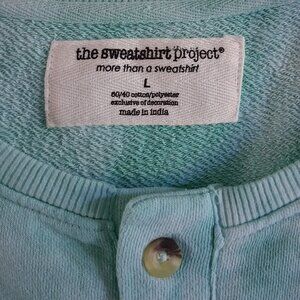 the sweatshirt project®
more than a sweatshirt
L
60/40 cotton/polyester
exclusive of decoration
made in india